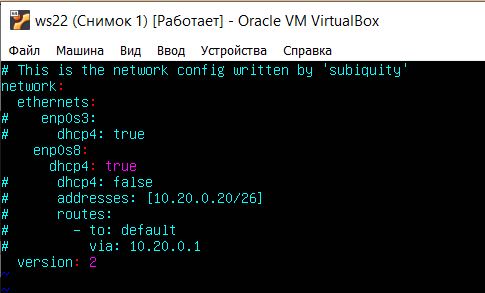 ws22 (Снимок 1) [Работает] - Oracle VM VirtualBox
Файл Машина Вид Ввод Устройства Справка
# This is the network config written by 'subiquity'
network:
  ethernets:
#    enp0s3:
#      dhcp4: true
    enp0s8:
      dhcp4: true
#      dhcp4: false
#      addresses: [10.20.0.20/26]
#      routes:
#        - to: default
#          via: 10.20.0.1
  version: 2
~
~